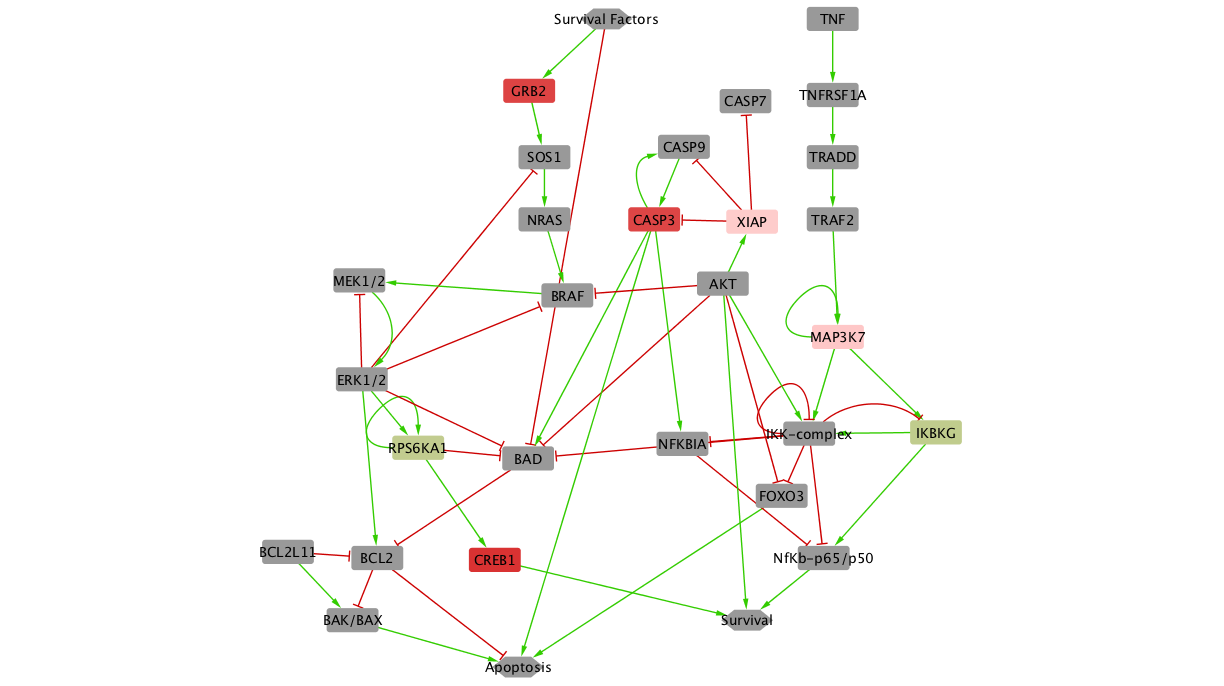 Survival Factors
TNF
GRB2
TNFRSF1A
CASP7
CASP9
SOS1
TRADD
NRAS
CASP3
XIAP
TRAF2
MEK1/2
BRAF
AKT
MAP3K7
ERK1/2
RPS6KA1
BAD
NFKBIA
IKK-complex
IKBKG
FOXO3
BCL2L11
BCL2
CREB1
NfKb-p65/p50
BAK/BAX
Survival
Apoptosis